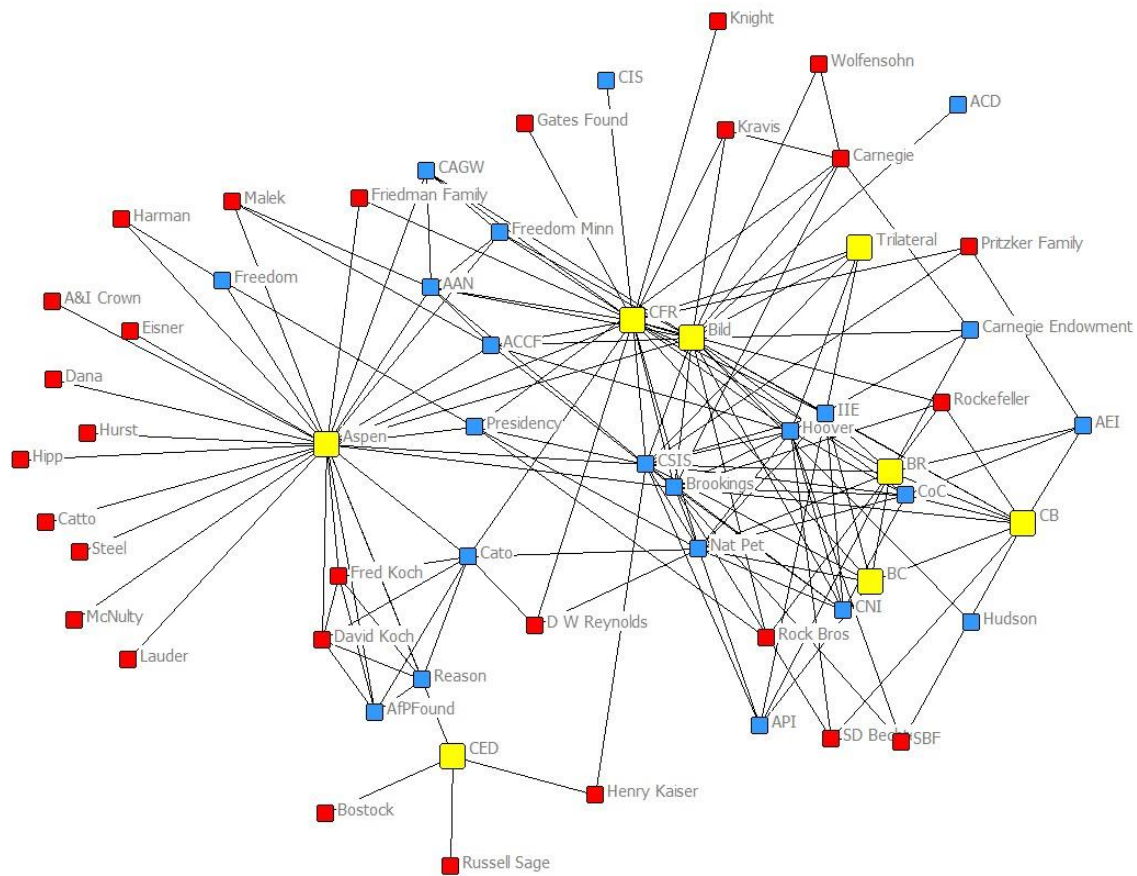 Knight
Wolfensohn
CIS
ACD
Gates Found
Kravis
Carnegie
CAGW
Friedman Family
Malek
Harman
Freedom Minn
Trilateral
Pritzker Family
Freedom
AAN
A&I Crown
CFR
Eisner
Bild
Carnegie Endowment
ACCF
Dana
Rockefeller
IIE
Hurst
Presidency
Hoover
AEI
Aspen
Hipp
CSIS
BR
Brookings
CoC
Catto
CB
Steel
Cato
Nat Pet
Fred Koch
BC
McNulty
CNI
Hudson
David Koch
D W Reynolds
Rock Bros
Lauder
Reason
AfPFound
API
SD
SBF
CED
Henry Kaiser
Bostock
Russell Sage